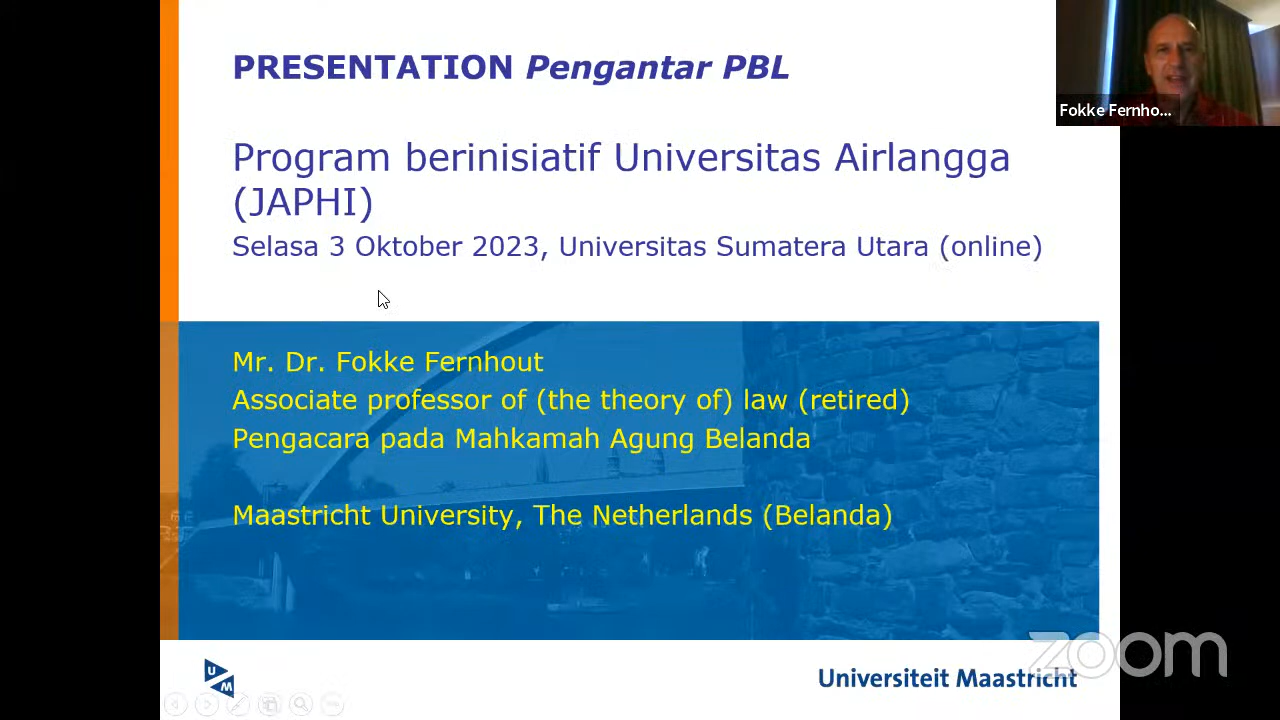 PRESENTATION Pengantar PBL
Fokke Fernho...
Program berinisiatif Universitas Airlangga
(JAPHI)
Selasa 3 Oktober 2023, Universitas Sumatera Utara (online)
Mr. Dr. Fokke Fernhout
Associate professor of (the theory of) law (retired)
Pengacara pada Mahkamah Agung Belanda
Maastricht University, The Netherlands (Belanda)
UM
Universiteit Maastricht
zoom